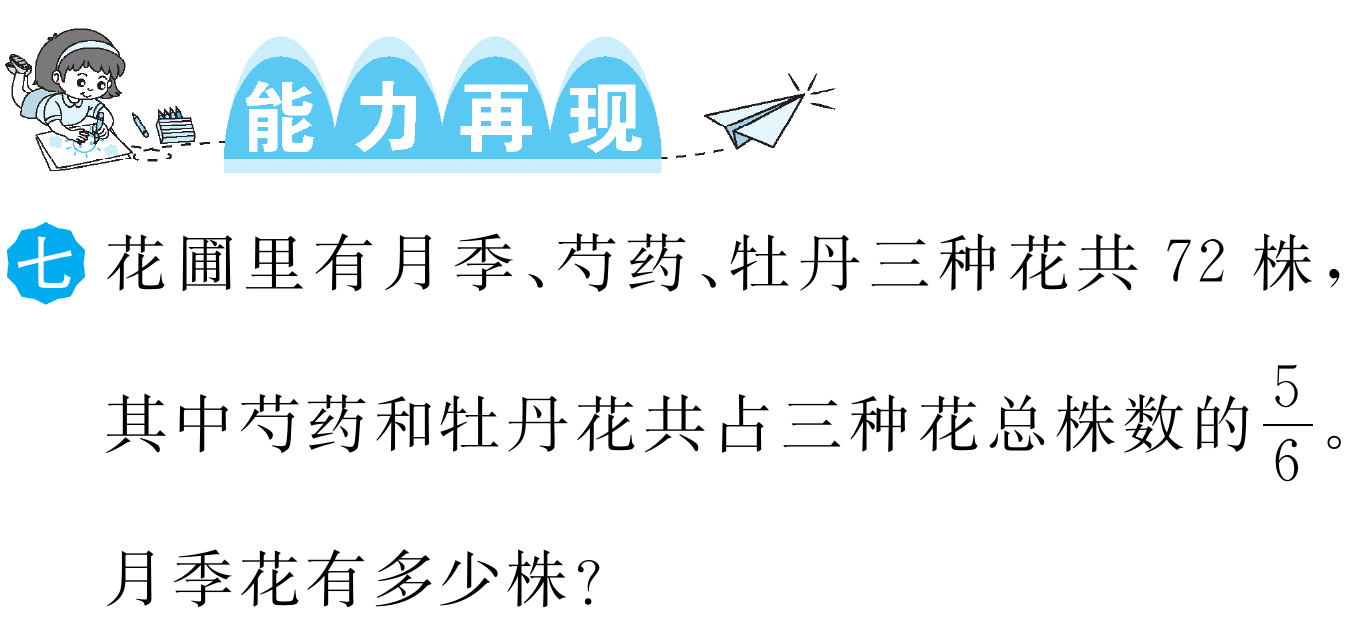 能力再现
七 花圃里有月季、芍药、牡丹三种花共 72 株，
其中芍药和牡丹花共占三种花总株数的5/6。
月季花有多少株？